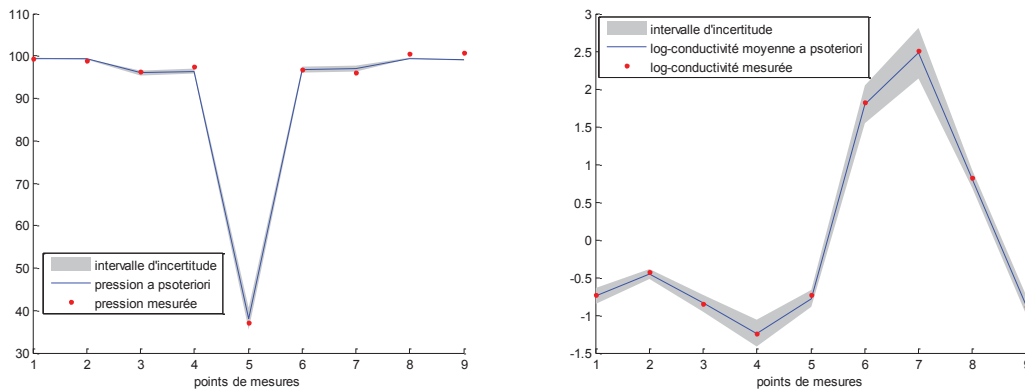 110
100
90
80
70
60
50
40
30
1 2 3 4 5 6 7 8 9
points de mesures
intervalle d'incertitude
pression a psoteriori
pression mesurée
3
2.5
2
1.5
1
0.5
0
-0.5
-1
-1.5
1 2 3 4 5 6 7 8 9
points de mesures
intervalle d'incertitude
log-conductivité moyenne a psoteriori
log-conductivité mesurée